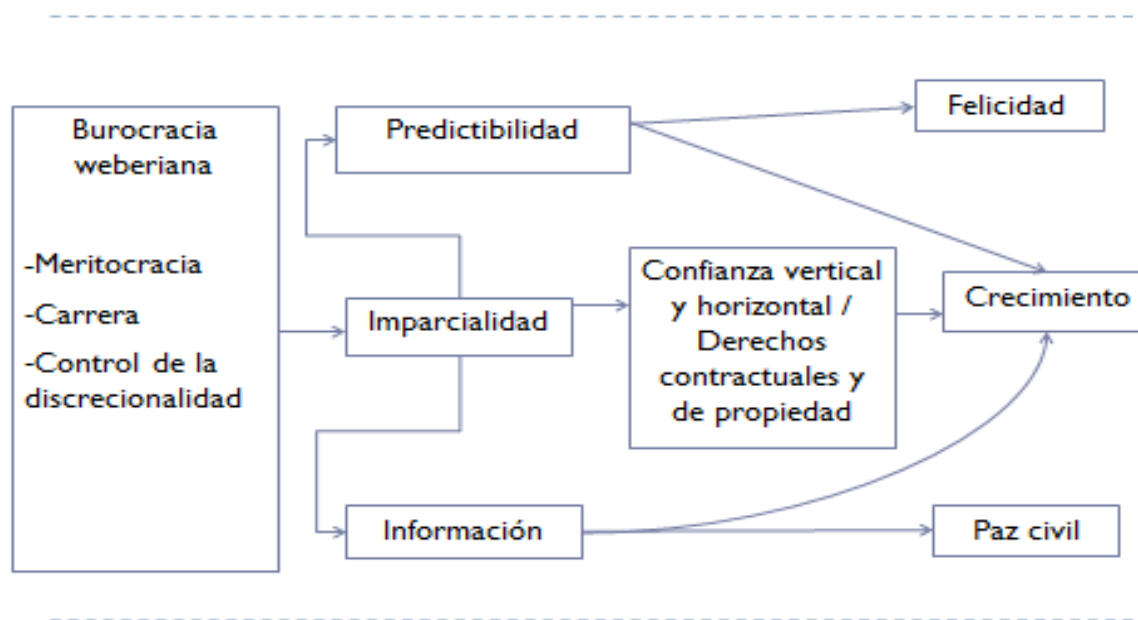 Burocracia
weberiana
-Meritocracia
-Carrera
-Control de la
discrecionalidad
Predictibilidad
Imparcialidad
Información
Confianza vertical
y horizontal /
Derechos
contractuales y
de propiedad
Felicidad
Crecimiento
Paz civil